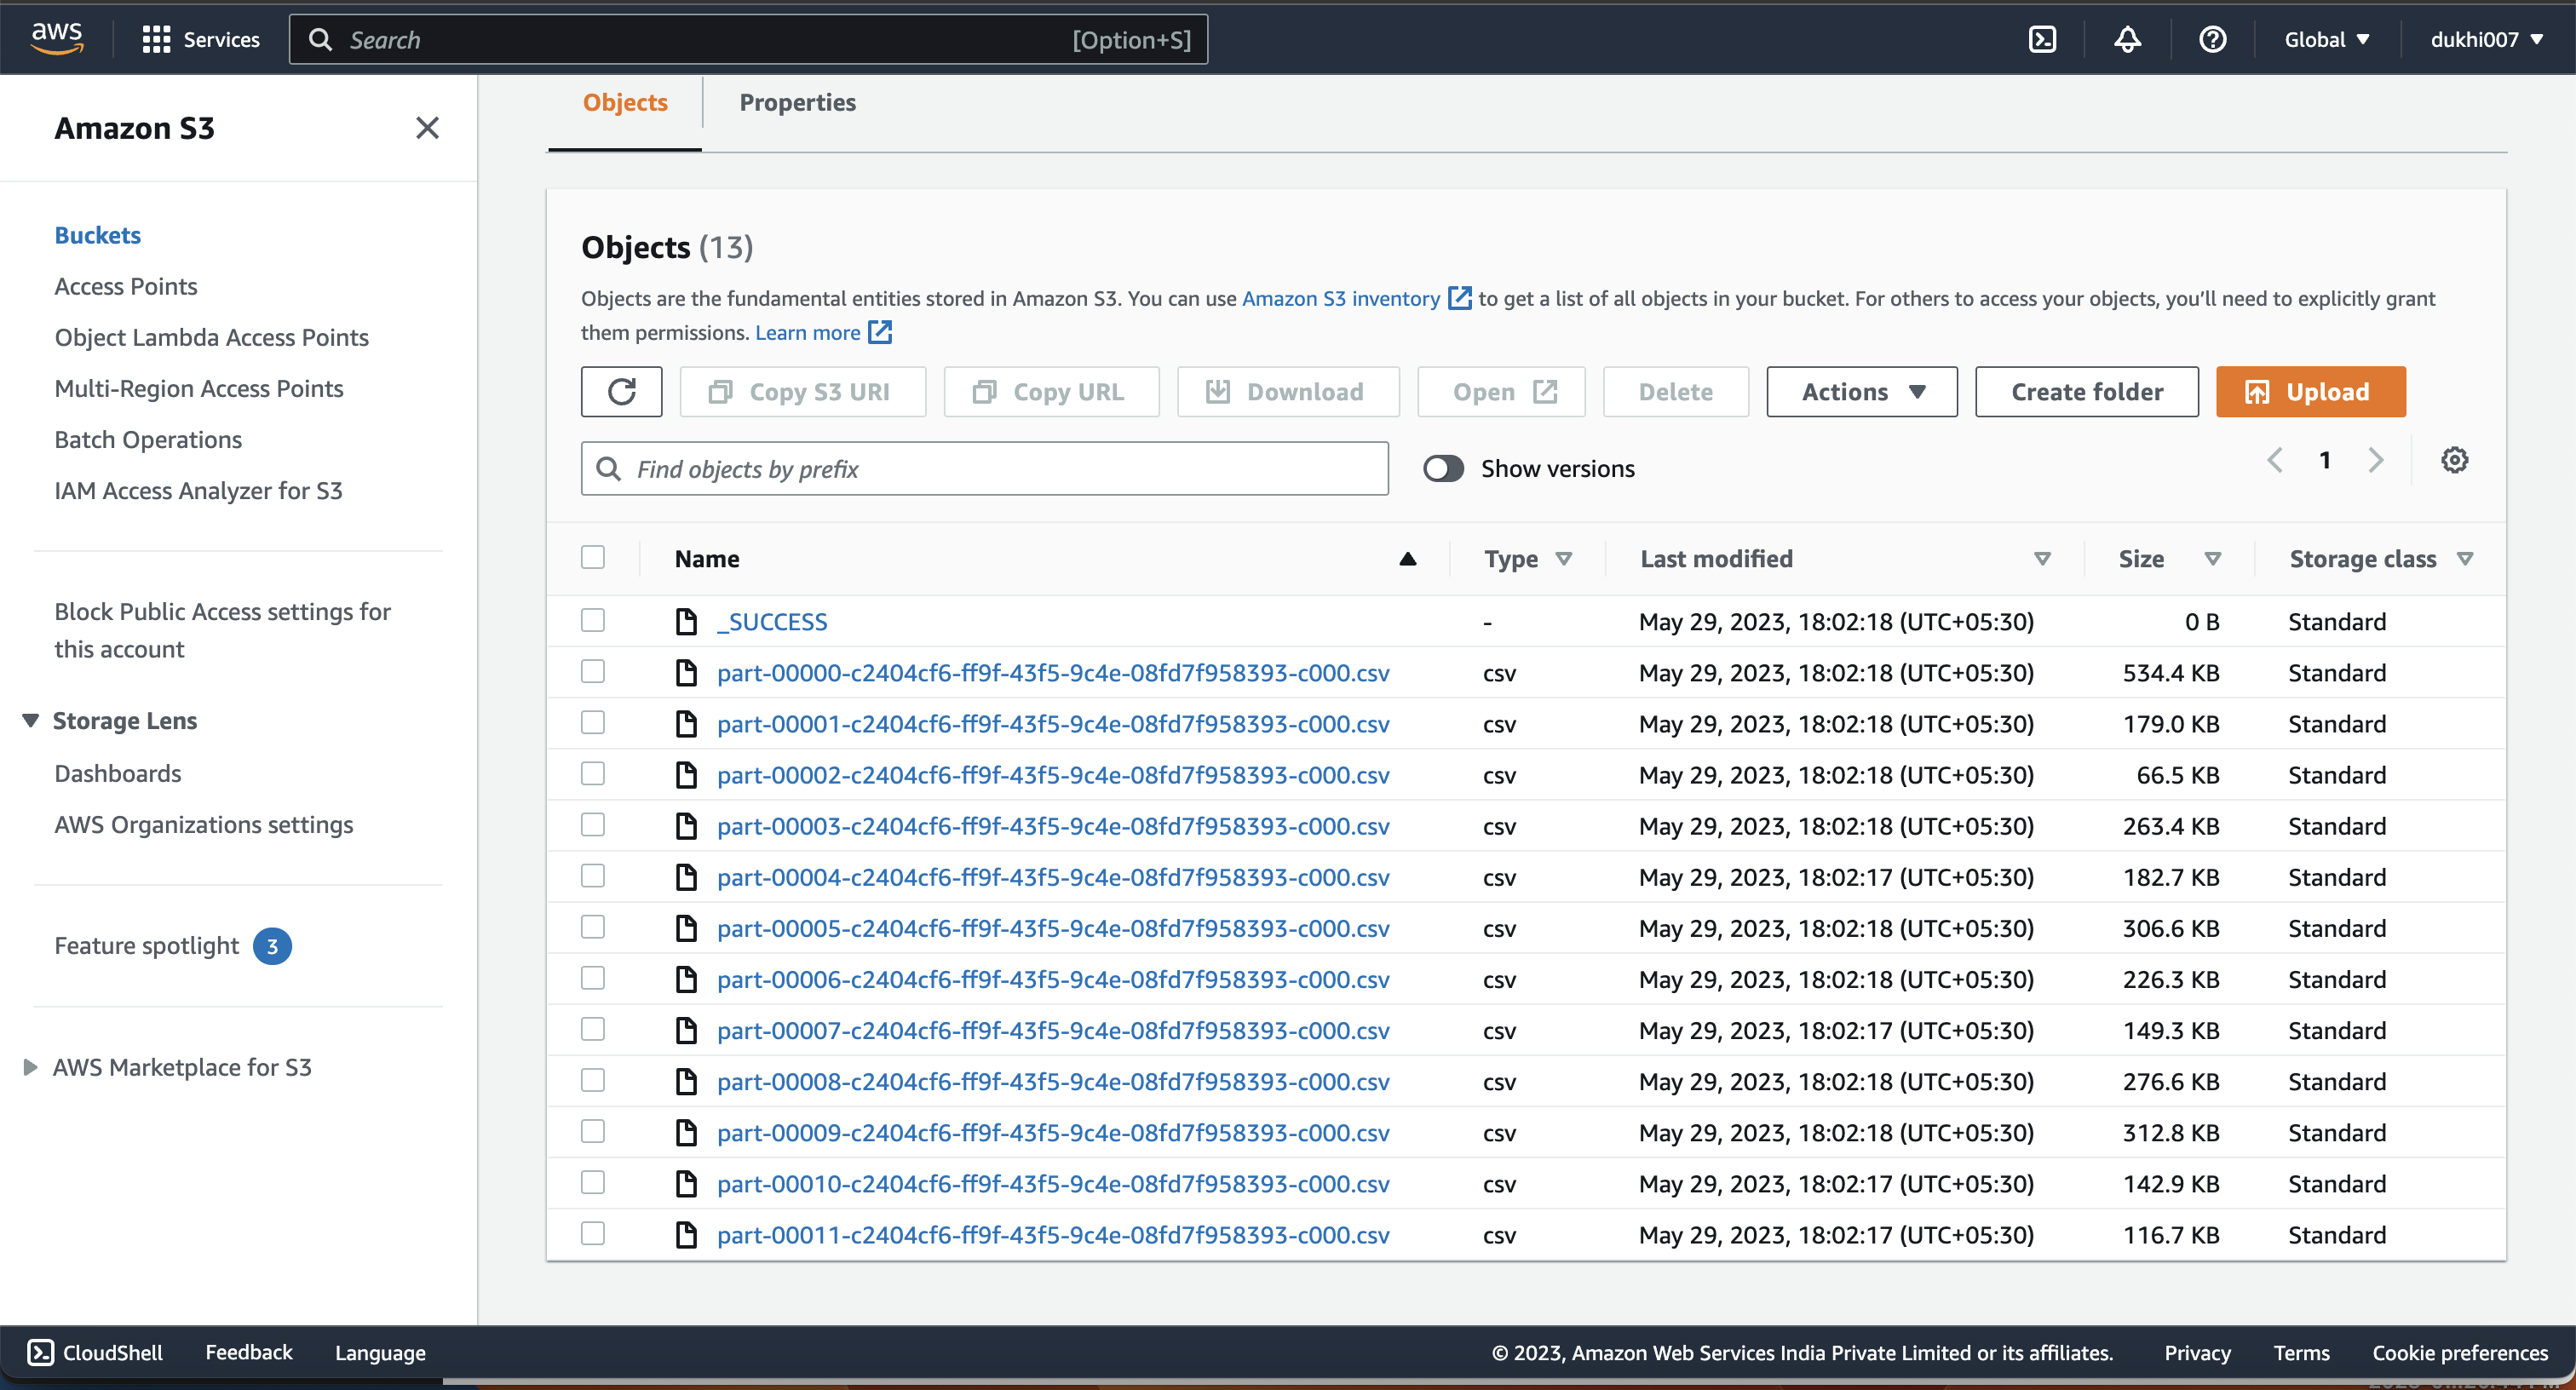 aws Services Search [Option+S] Global dukhi007
Amazon S3
Buckets
Access Points
Object Lambda Access Points
Multi-Region Access Points
Batch Operations
IAM Access Analyzer for S3
Block Public Access settings for
this account
Storage Lens
Dashboards
AWS Organizations settings
Feature spotlight 3
AWS Marketplace for S3
Objects Properties
Objects (13)
Objects are the fundamental entities stored in Amazon S3. You can use Amazon S3 inventory to get a list of all objects in your bucket. For others to access your objects, you’ll need to explicitly grant
them permissions. Learn more
Copy S3 URI Copy URL Download Open Delete Actions Create folder Upload
Find objects by prefix Show versions 1
Name Type Last modified Size Storage class
_SUCCESS - May 29, 2023, 18:02:18 (UTC+05:30) 0 B Standard
part-00000-c2404cf6-ff9f-43f5-9c4e-08fd7f958393-c000.csv csv May 29, 2023, 18:02:18 (UTC+05:30) 534.4 KB Standard
part-00001-c2404cf6-ff9f-43f5-9c4e-08fd7f958393-c000.csv csv May 29, 2023, 18:02:18 (UTC+05:30) 179.0 KB Standard
part-00002-c2404cf6-ff9f-43f5-9c4e-08fd7f958393-c000.csv csv May 29, 2023, 18:02:18 (UTC+05:30) 66.5 KB Standard
part-00003-c2404cf6-ff9f-43f5-9c4e-08fd7f958393-c000.csv csv May 29, 2023, 18:02:18 (UTC+05:30) 263.4 KB Standard
part-00004-c2404cf6-ff9f-43f5-9c4e-08fd7f958393-c000.csv csv May 29, 2023, 18:02:17 (UTC+05:30) 182.7 KB Standard
part-00005-c2404cf6-ff9f-43f5-9c4e-08fd7f958393-c000.csv csv May 29, 2023, 18:02:18 (UTC+05:30) 306.6 KB Standard
part-00006-c2404cf6-ff9f-43f5-9c4e-08fd7f958393-c000.csv csv May 29, 2023, 18:02:18 (UTC+05:30) 226.3 KB Standard
part-00007-c2404cf6-ff9f-43f5-9c4e-08fd7f958393-c000.csv csv May 29, 2023, 18:02:17 (UTC+05:30) 149.3 KB Standard
part-00008-c2404cf6-ff9f-43f5-9c4e-08fd7f958393-c000.csv csv May 29, 2023, 18:02:18 (UTC+05:30) 276.6 KB Standard
part-00009-c2404cf6-ff9f-43f5-9c4e-08fd7f958393-c000.csv csv May 29, 2023, 18:02:18 (UTC+05:30) 312.8 KB Standard
part-00010-c2404cf6-ff9f-43f5-9c4e-08fd7f958393-c000.csv csv May 29, 2023, 18:02:17 (UTC+05:30) 142.9 KB Standard
part-00011-c2404cf6-ff9f-43f5-9c4e-08fd7f958393-c000.csv csv May 29, 2023, 18:02:17 (UTC+05:30) 116.7 KB Standard
CloudShell Feedback Language © 2023, Amazon Web Services India Private Limited or its affiliates. Privacy Terms Cookie preferences